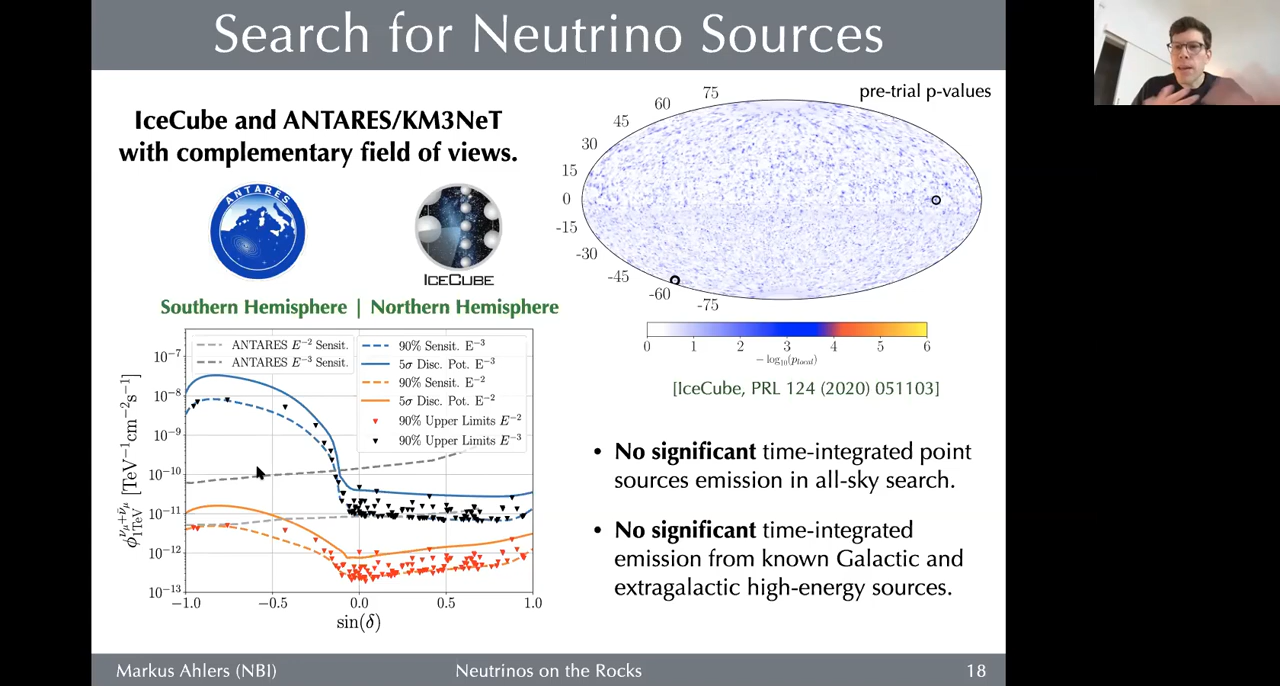 Search for Neutrino Sources
IceCube and ANTARES/KM3NeT
with complementary field of views.
ANTARES
ICECUBE
Southern Hemisphere | Northern Hemisphere
ANTARES E⁻² Sensit.
ANTARES E⁻³ Sensit.
90% Sensit. E⁻³
5σ Disc. Pot. E⁻³
90% Sensit. E⁻²
5σ Disc. Pot. E⁻²
90% Upper Limits E⁻²
90% Upper Limits E⁻³
10⁻⁷
10⁻⁸
10⁻⁹
10⁻¹⁰
10⁻¹¹
10⁻¹²
10⁻¹³
ϕ^{νμ+ν̄μ}_{1TeV} [TeV⁻¹cm⁻²s⁻¹]
−1.0 −0.5 0.0 0.5 1.0
sin(δ)
pre-trial p-values
75
60
45
30
15
0
-15
-30
-45
-60
-75
0 1 2 3 4 5 6
− log₁₀(p_{local})
[IceCube, PRL 124 (2020) 051103]
• No significant time-integrated point
sources emission in all-sky search.
• No significant time-integrated
emission from known Galactic and
extragalactic high-energy sources.
Markus Ahlers (NBI) Neutrinos on the Rocks 18